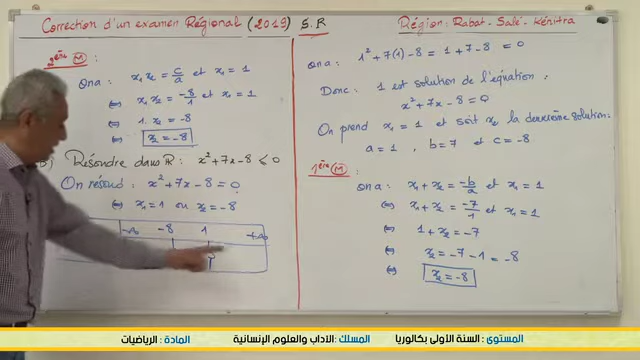 Correction d'un examen Régional (2019) S.R
Région: Rabat - Salé - Kénitra
2ème M:
On a: x₁x₂ = c/a et x₁ = 1
⇔ x₁x₂ = -8/1 et x₁ = 1
⇔ 1.x₂ = -8
⇔ x₂ = -8
b) Résoudre dans ℝ: x² + 7x - 8 < 0
On résoud: x² + 7x - 8 = 0
⇔ x₁ = 1 ou x₂ = -8
-∞ -8 1 +∞
On a: 1² + 7(1) - 8 = 1 + 7 - 8 = 0
Donc: 1 est solution de l'équation:
x² + 7x - 8 = 0
On prend x₁ = 1 et soit x₂ la deuxième solution:
a = 1, b = 7 et c = -8
1ère M:
On a: x₁ + x₂ = -b/a et x₁ = 1
⇔ x₁ + x₂ = -7/1 et x₁ = 1
⇔ 1 + x₂ = -7
⇔ x₂ = -7 - 1 = -8
⇔ x₂ = -8
المستوى : السنة الأولى بكالوريا المسلك :الآداب والعلوم الإنسانية المادة : الرياضيات